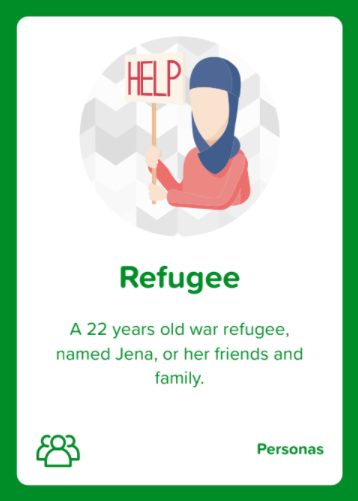 HELP
Refugee
A 22 years old war refugee,
named Jena, or her friends and
family.
Personas